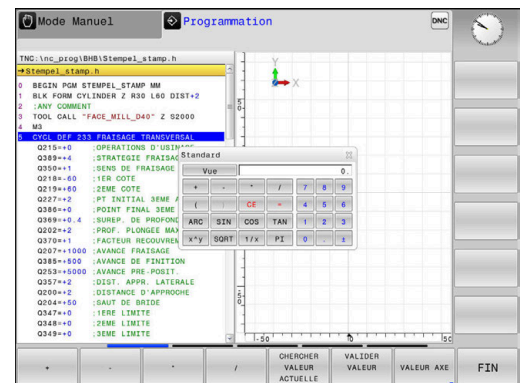 Mode Manuel
Programmation
DNC
TNC:\nc_prog\BHB\Stempel_stamp.h
→Stempel_stamp.h
0 BEGIN PGM STEMPEL_STAMP MM
1 BLK FORM CYLINDER Z R30 L60 DIST+2
2 ;ANY COMMENT
3 TOOL CALL "FACE_MILL_D40" Z S2000
4 M3
5 CYCL DEF 233 FRAISAGE TRANSVERSAL
Q215=+0 ;OPERATIONS D'USINA
Q389=+4 ;STRATEGIE FRAISAG
Q350=+1 ;SENS DE FRAISAGE
Q218=-60 ;1ER COTE
Q219=+60 ;2EME COTE
Q227=+2 ;PT INITIAL 3EME A
Q386=+0 ;POINT FINAL 3EME
Q369=+0.4 ;SUREP. DE PROFOND
Q202=+2 ;PROF. PLONGEE MAX
Q370=+1 ;FACTEUR RECOUVREM
Q207=+1000 ;AVANCE FRAISAGE
Q385=+500 ;AVANCE DE FINITION
Q253=+5000 ;AVANCE PRE-POSIT.
Q357=+2 ;DIST. APPR. LATERALE
Q200=+2 ;DISTANCE D'APPROCHE
Q204=+50 ;SAUT DE BRIDE
Q347=+0 ;1ERE LIMITE
Q348=+0 ;2EME LIMITE
Q349=+0 ;3EME LIMITE
Y
X
Standard
Vue 0.
+ - * / 7 8 9
( CE = 4 5 6
ARC SIN COS TAN 1 2 3
x^y SQRT 1/x PI 0 . ±
-50 0 50
+ - * / CHERCHER VALEUR ACTUELLE
VALIDER VALEUR
VALEUR AXE
FIN